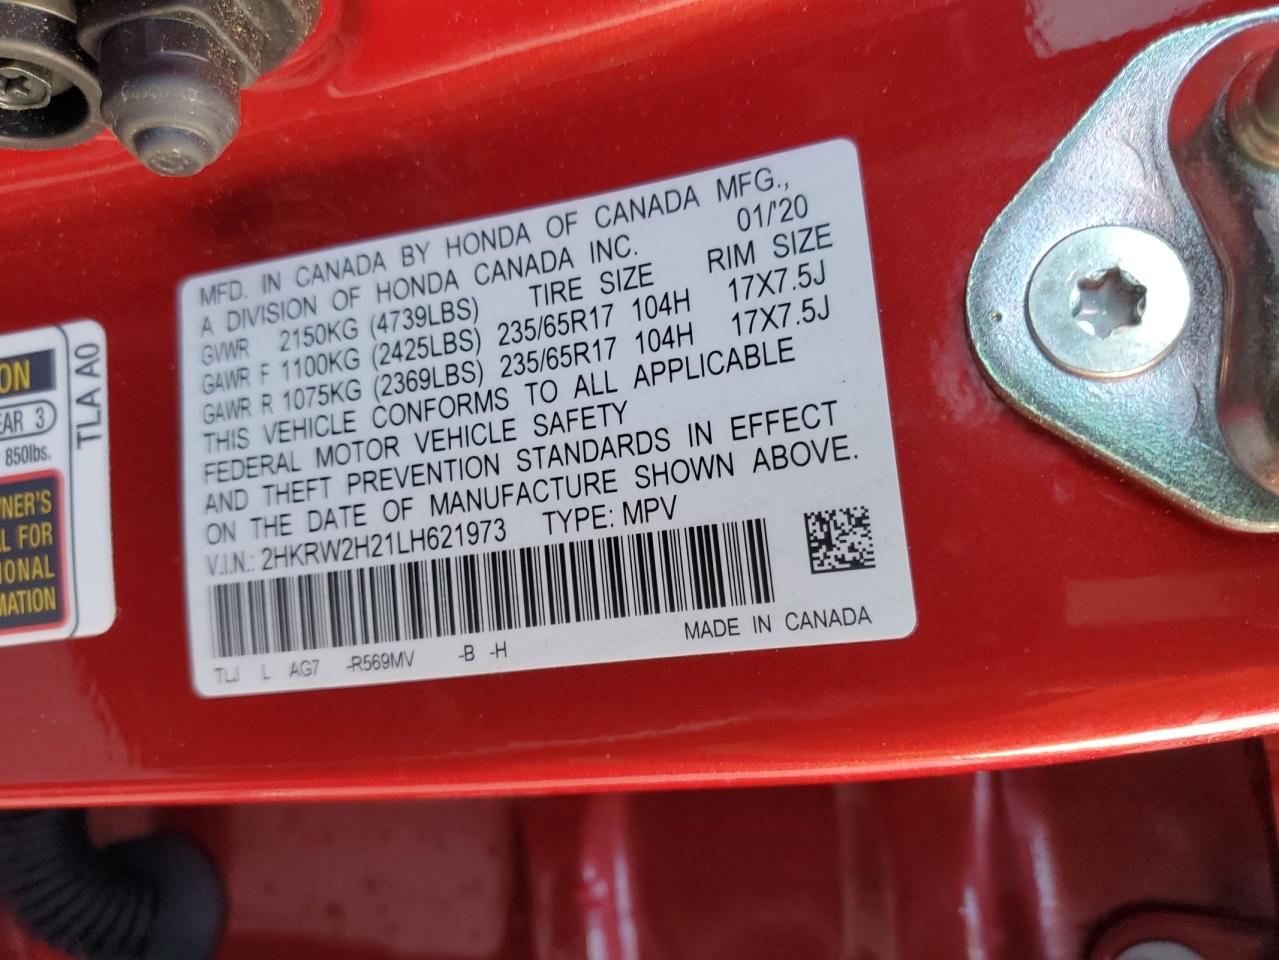 MFD. IN CANADA BY HONDA OF CANADA MFG.,
A DIVISION OF HONDA CANADA INC. 01/'20
GVWR 2150KG (4739LBS) TIRE SIZE RIM SIZE
GAWR F 1100KG (2425LBS) 235/65R17 104H 17X7.5J
GAWR R 1075KG (2369LBS) 235/65R17 104H 17X7.5J
THIS VEHICLE CONFORMS TO ALL APPLICABLE
FEDERAL MOTOR VEHICLE SAFETY
AND THEFT PREVENTION STANDARDS IN EFFECT
ON THE DATE OF MANUFACTURE SHOWN ABOVE.
V.I.N.: 2HKRW2H21LH621973 TYPE: MPV
MADE IN CANADA
TLJ L AG7 -R569MV -B -H
TLA A0
ON
EAR 3
850lbs.
NER'S
L FOR
IONAL
MATION